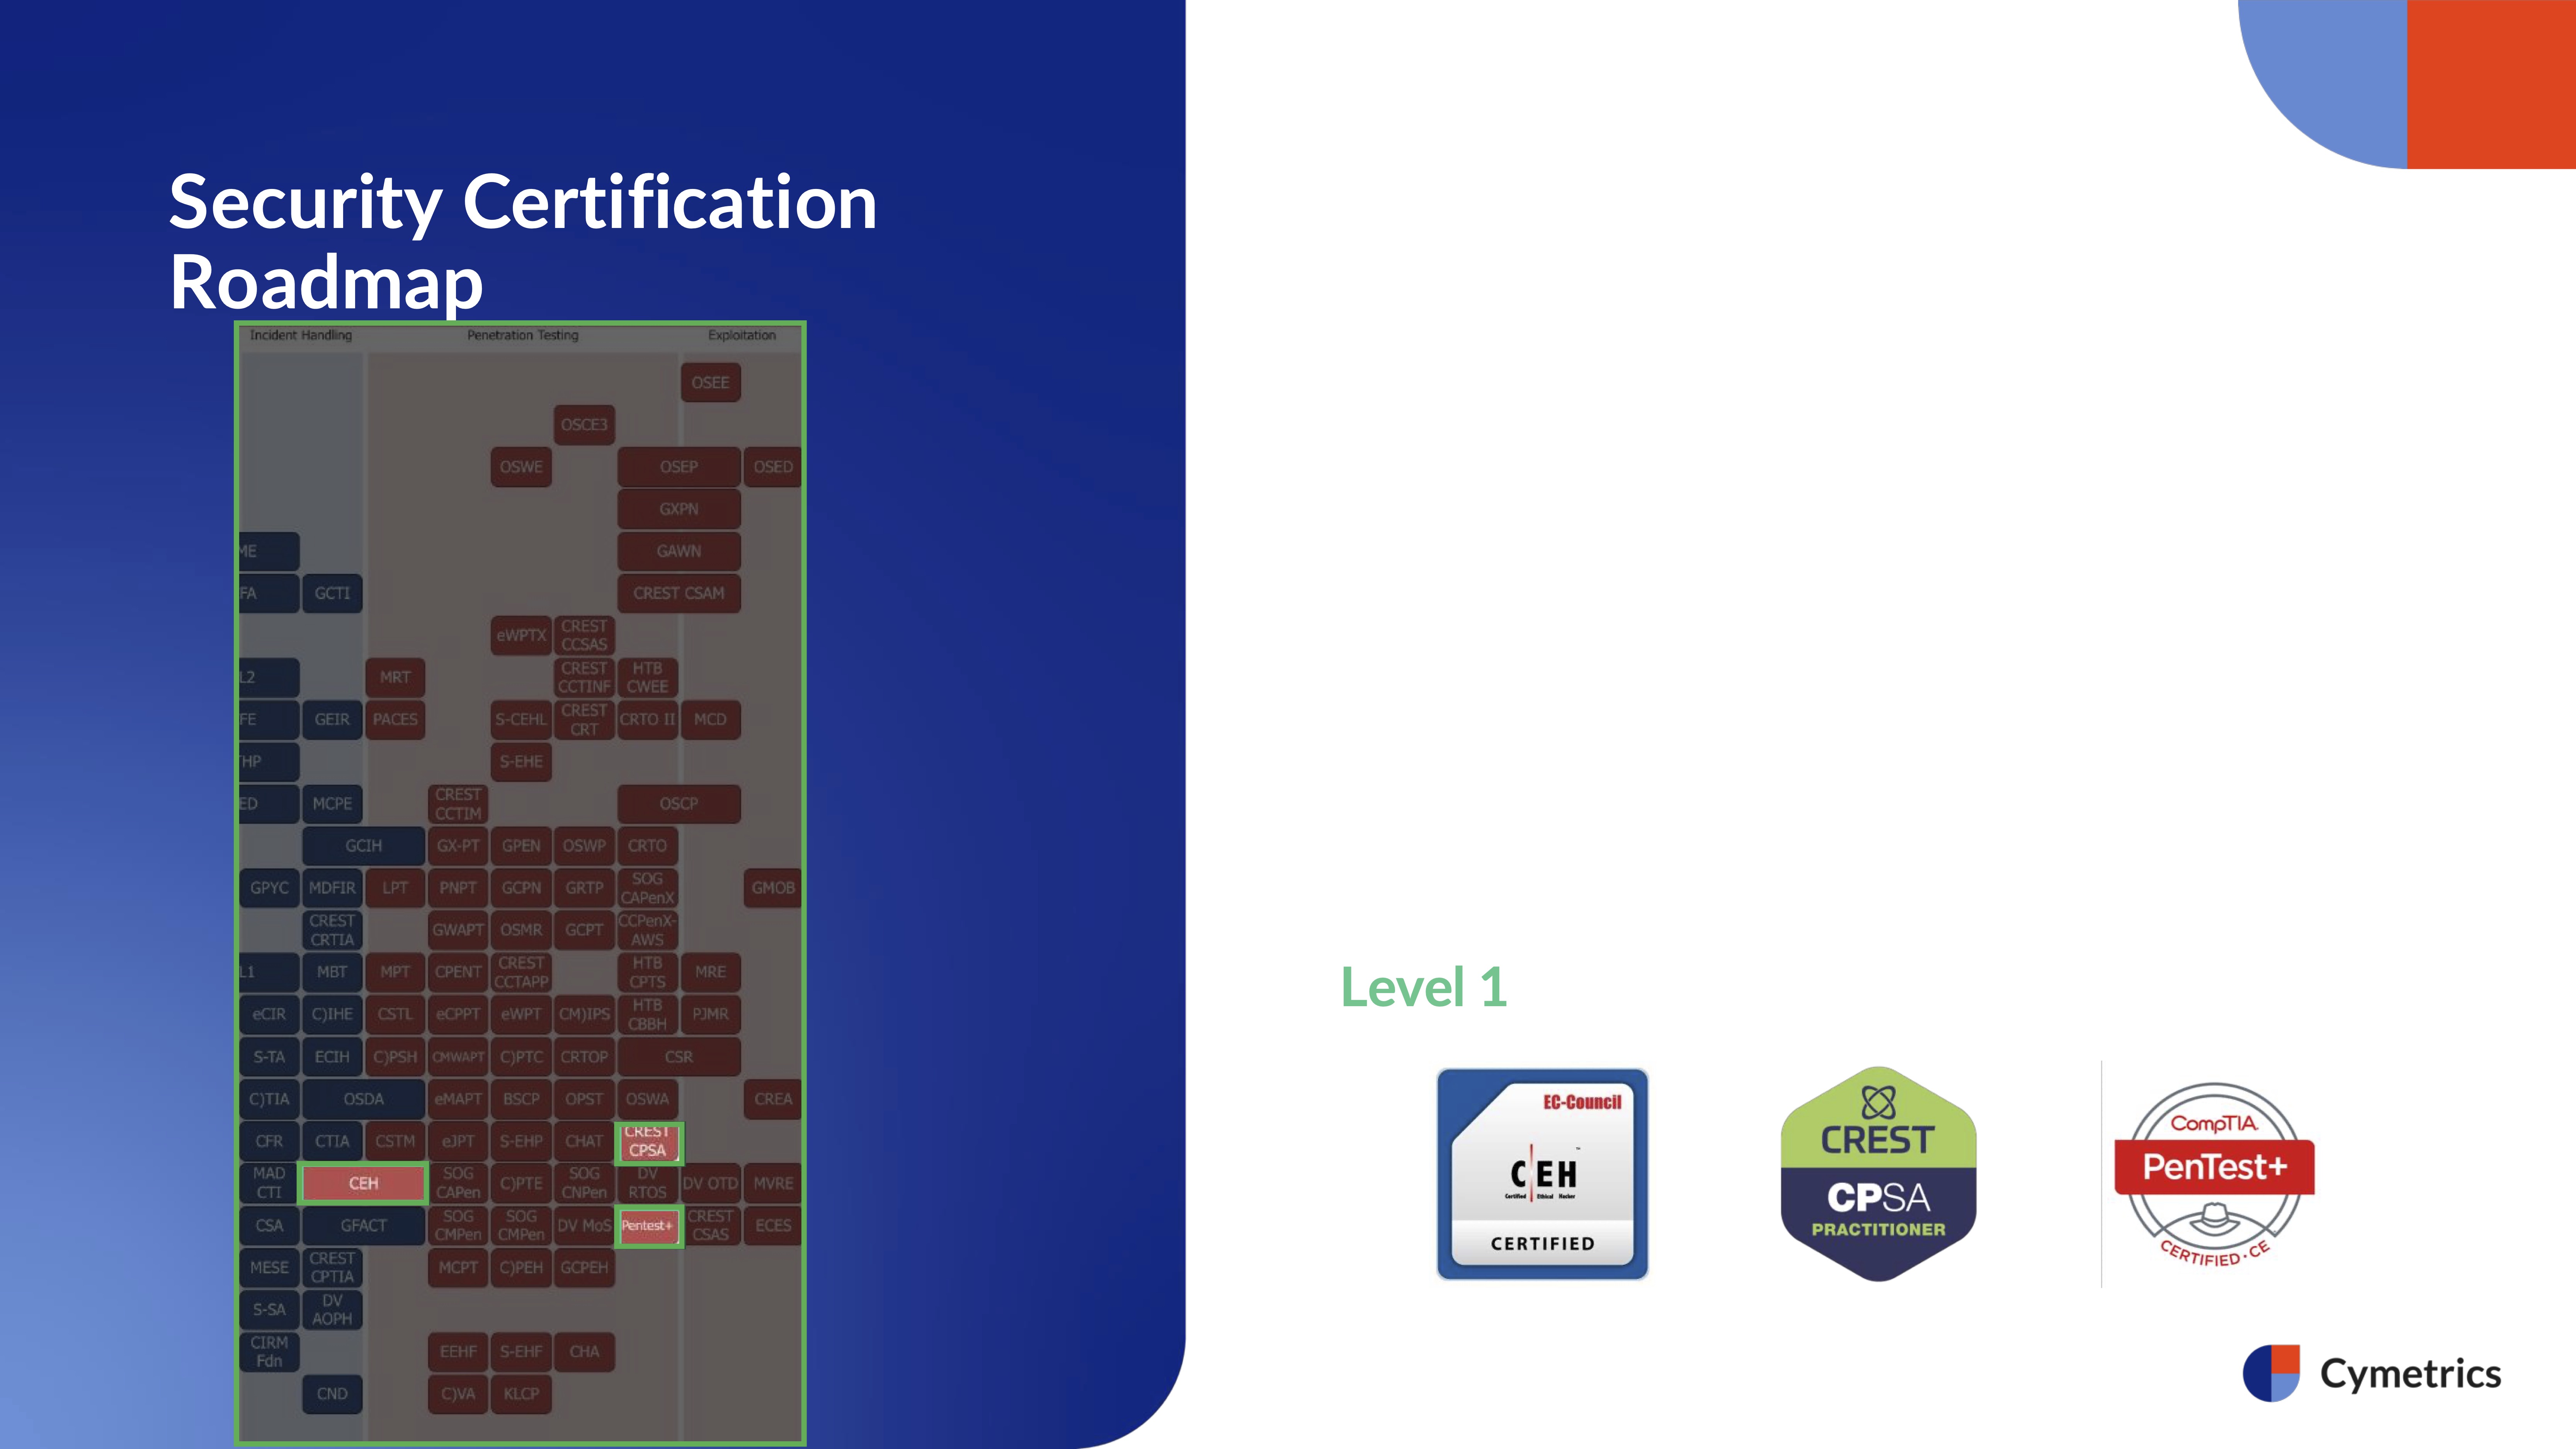 Security Certification
Roadmap
Incident Handling Penetration Testing Exploitation
OSEE
OSCE3
OSWE OSEP OSED
GXPN
ME GAWN
FA GCTI CREST CSAM
eWPTX CREST CCSAS
L2 MRT CREST CCTINF HTB CWEE
FE GEIR PACES S-CEHL CREST CRT CRTO II MCD
HP S-EHE
ED MCPE CREST CCTIM OSCP
GCIH GX-PT GPEN OSWP CRTO
GPYC MDFIR LPT PNPT GCPN GRTP SOG CAPenX GMOB
CREST CRTIA GWAPT OSMR GCPT CCPenX-AWS
L1 MBT MPT CPENT CREST CCTAPP HTB CPTS MRE
eCIR C)IHE CSTL eCPPT eWPT CM)IPS HTB CBBH PJMR
S-TA ECIH C)PSH CMWAPT C)PTC CRTOP CSR
C)TIA OSDA eMAPT BSCP OPST OSWA CREA
CFR CTIA CSTM eJPT S-EHP CHAT CREST CPSA
MAD CTI CEH SOG CAPen C)PTE SOG CNPen DV RTOS DV OTD MVRE
CSA GFACT SOG CMPen SOG CMPen DV MoS Pentest+ CREST CSAS ECES
MESE CREST CPTIA MCPT C)PEH GCPEH
S-SA DV AOPH
CIRM Fdn EEHF S-EHF CHA
CND C)VA KLCP
Level 1
EC-Council
C EH
Certified Ethical Hacker
CERTIFIED
CREST
CPSA
PRACTITIONER
CompTIA
PenTest+
CERTIFIED·CE
Cymetrics